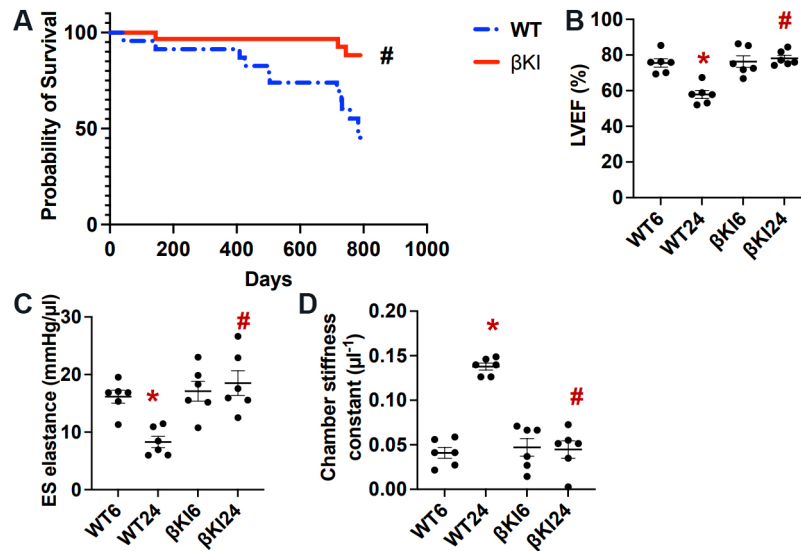 A
WT
βKI
#
Probability of Survival
100
50
0
0 200 400 600 800 1000
Days
B
#
*
LVEF (%)
100
80
60
40
20
0
WT6 WT24 βKI6 βKI24
C
#
*
ES elastance (mmHg/µl)
30
20
10
0
WT6 WT24 βKI6 βKI24
D
*
#
Chamber stiffness
constant (µl⁻¹)
0.20
0.15
0.10
0.05
0.00
WT6 WT24 βKI6 βKI24